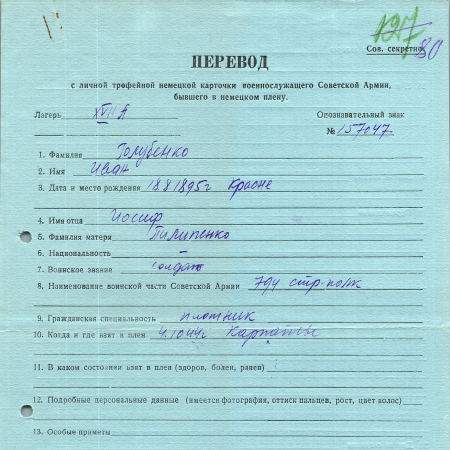 127
Сов. секретно 80
ПЕРЕВОД
с личной трофейной немецкой карточки военнослужащего Советской Армии,
бывшего в немецком плену.
Лагерь XVII A Опознавательный знак
№ 157047
1. Фамилия Голубенко
2. Имя Иван
3. Дата и место рождения 18 8 1895г Красне
4. Имя отца Иосиф
5. Фамилия матери Пилипенко
6. Национальность –
7. Воинское звание солдат
8. Наименование воинской части Советской Армии 794 стр-полк
9. Гражданская специальность плотник
10. Когда и где взят в плен 4.10 44г Карпаты
11. В каком состоянии взят в плен (здоров, болен, ранен)
12. Подробные персональные данные (имеется фотография, оттиск пальцев, рост, цвет волос)
13. Особые приметы